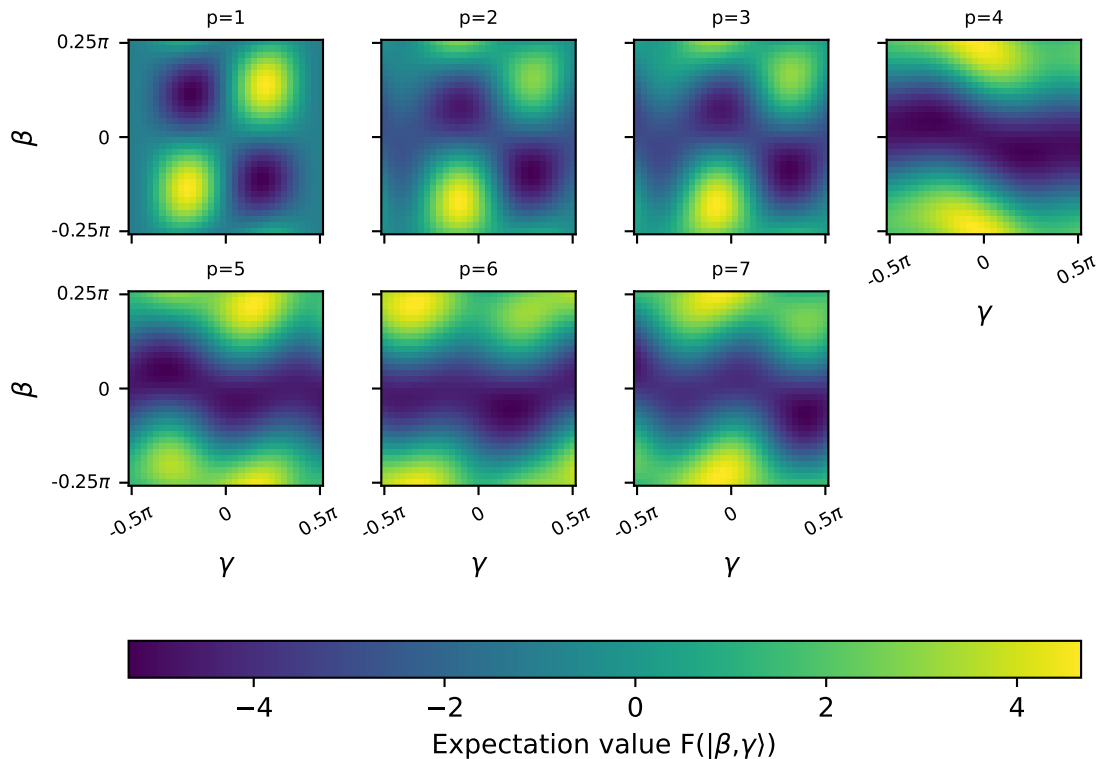 p=1 p=2 p=3 p=4
0.25π
β
0
-0.25π
-0.5π 0 0.5π
γ
p=5 p=6 p=7
0.25π
β
0
-0.25π
-0.5π 0 0.5π -0.5π 0 0.5π -0.5π 0 0.5π
γ γ γ
−4 −2 0 2 4
Expectation value F(|β,γ⟩)